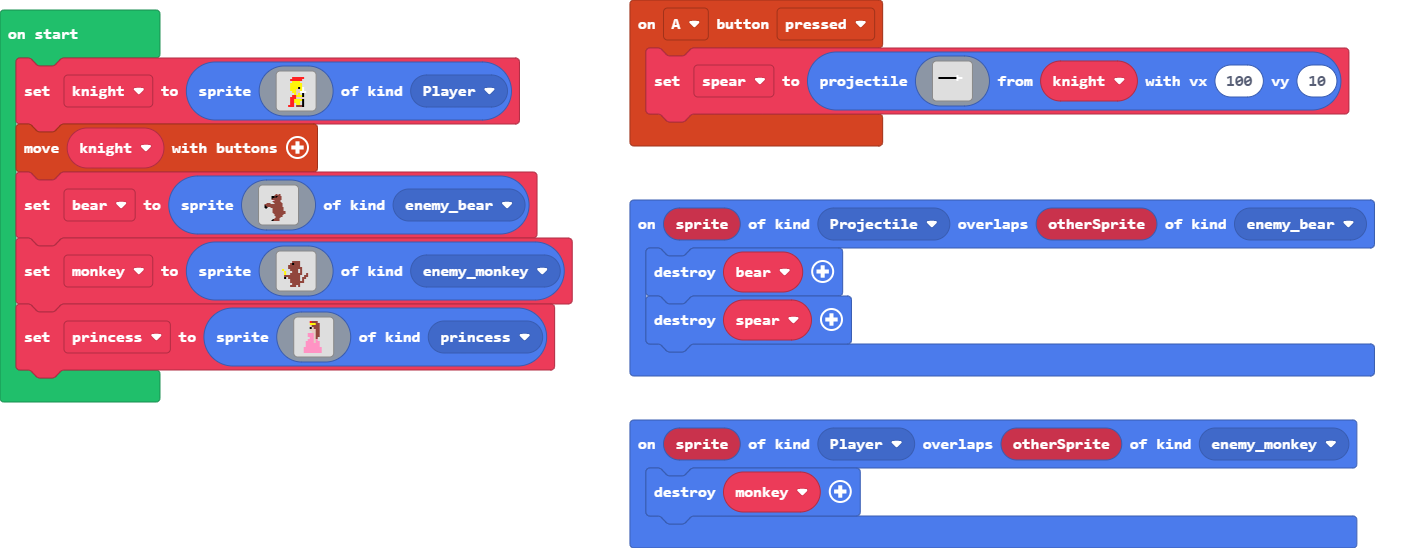 on start
set knight to sprite of kind Player
move knight with buttons
set bear to sprite of kind enemy_bear
set monkey to sprite of kind enemy_monkey
set princess to sprite of kind princess
on A button pressed
set spear to projectile from knight with vx 100 vy 10
on sprite of kind Projectile overlaps otherSprite of kind enemy_bear
destroy bear
destroy spear
on sprite of kind Player overlaps otherSprite of kind enemy_monkey
destroy monkey